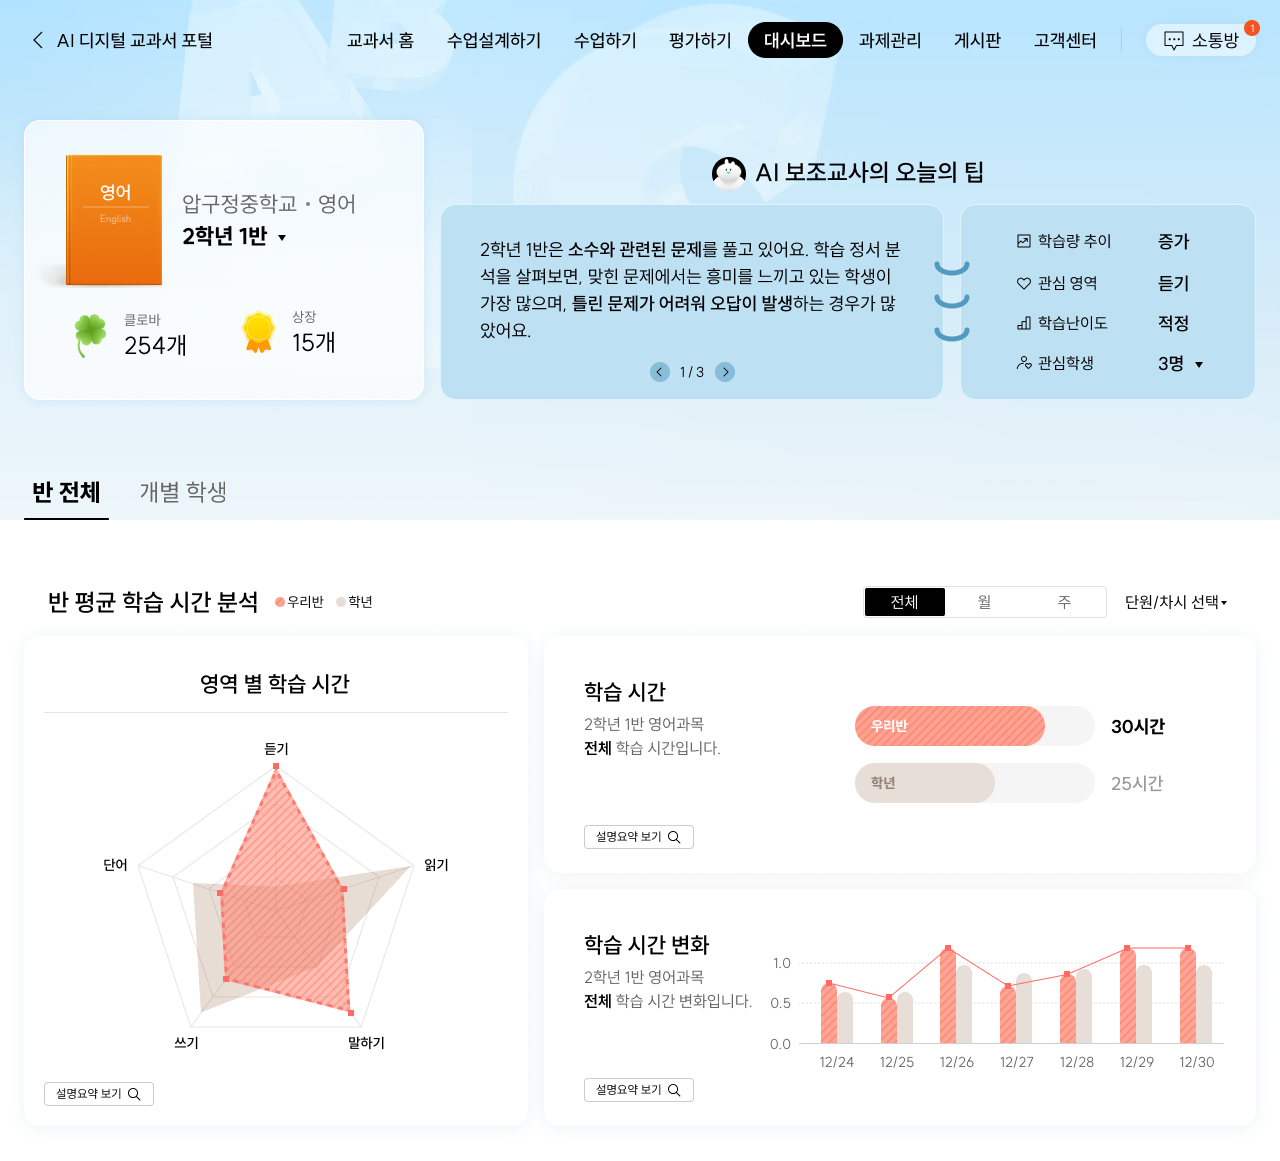 AI 디지털 교과서 포털
교과서 홈 수업설계하기 수업하기 평가하기 대시보드 과제관리 게시판 고객센터 소통방 1
영어
English
압구정중학교 • 영어
2학년 1반
클로바
254개
상장
15개
AI 보조교사의 오늘의 팁
2학년 1반은 소수와 관련된 문제를 풀고 있어요. 학습 정서 분
석을 살펴보면, 맞힌 문제에서는 흥미를 느끼고 있는 학생이
가장 많으며, 틀린 문제가 어려워 오답이 발생하는 경우가 많
았어요.
1 / 3
학습량 추이 증가
관심 영역 듣기
학습난이도 적정
관심학생 3명
반 전체 개별 학생
반 평균 학습 시간 분석 우리반 학년
전체 월 주 단원/차시 선택
영역 별 학습 시간
듣기
단어
읽기
쓰기
말하기
설명요약 보기
학습 시간
2학년 1반 영어과목
전체 학습 시간입니다.
우리반 30시간
학년 25시간
설명요약 보기
학습 시간 변화
2학년 1반 영어과목
전체 학습 시간 변화입니다.
1.0
0.5
0.0
12/24 12/25 12/26 12/27 12/28 12/29 12/30
설명요약 보기